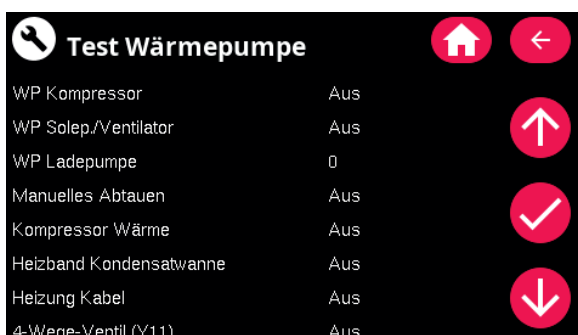 Test Wärmepumpe
WP Kompressor Aus
WP Solep./Ventilator Aus
WP Ladepumpe 0
Manuelles Abtauen Aus
Kompressor Wärme Aus
Heizband Kondensatwanne Aus
Heizung Kabel Aus
4-Wege-Ventil (Y11) Aus